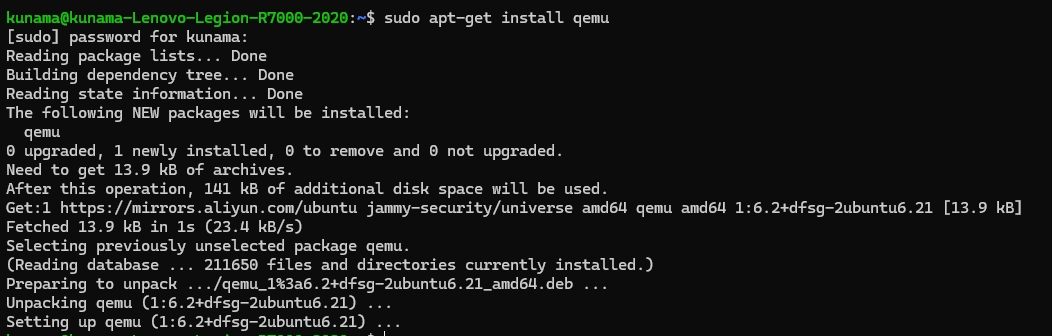 kunama@kunama-Lenovo-Legion-R7000-2020:~$ sudo apt-get install qemu
[sudo] password for kunama:
Reading package lists... Done
Building dependency tree... Done
Reading state information... Done
The following NEW packages will be installed:
  qemu
0 upgraded, 1 newly installed, 0 to remove and 0 not upgraded.
Need to get 13.9 kB of archives.
After this operation, 141 kB of additional disk space will be used.
Get:1 https://mirrors.aliyun.com/ubuntu jammy-security/universe amd64 qemu amd64 1:6.2+dfsg-2ubuntu6.21 [13.9 kB]
Fetched 13.9 kB in 1s (23.4 kB/s)
Selecting previously unselected package qemu.
(Reading database ... 211650 files and directories currently installed.)
Preparing to unpack .../qemu_1%3a6.2+dfsg-2ubuntu6.21_amd64.deb ...
Unpacking qemu (1:6.2+dfsg-2ubuntu6.21) ...
Setting up qemu (1:6.2+dfsg-2ubuntu6.21) ...